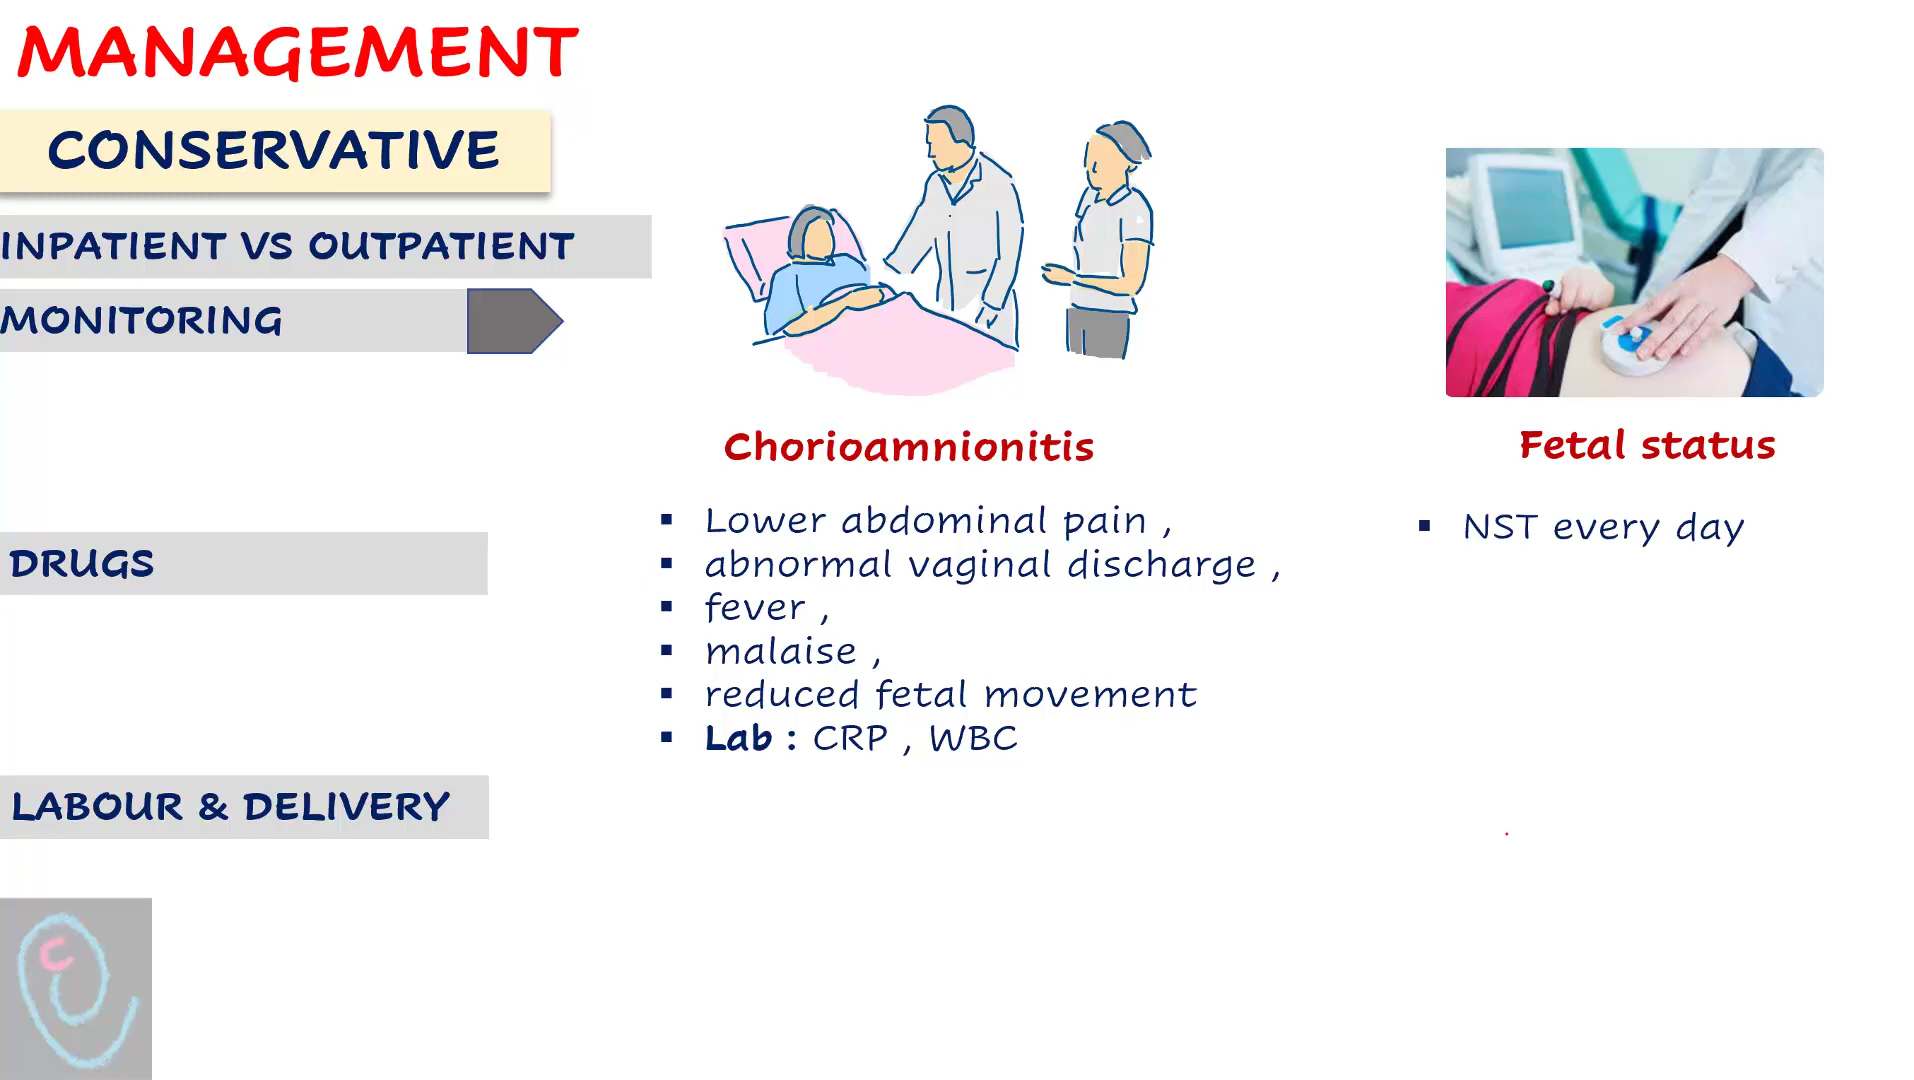 MANAGEMENT
CONSERVATIVE
INPATIENT VS OUTPATIENT
MONITORING
DRUGS
LABOUR & DELIVERY
Chorioamnionitis
▪ Lower abdominal pain ,
▪ abnormal vaginal discharge ,
▪ fever ,
▪ malaise ,
▪ reduced fetal movement
▪ Lab : CRP , WBC
Fetal status
▪ NST every day